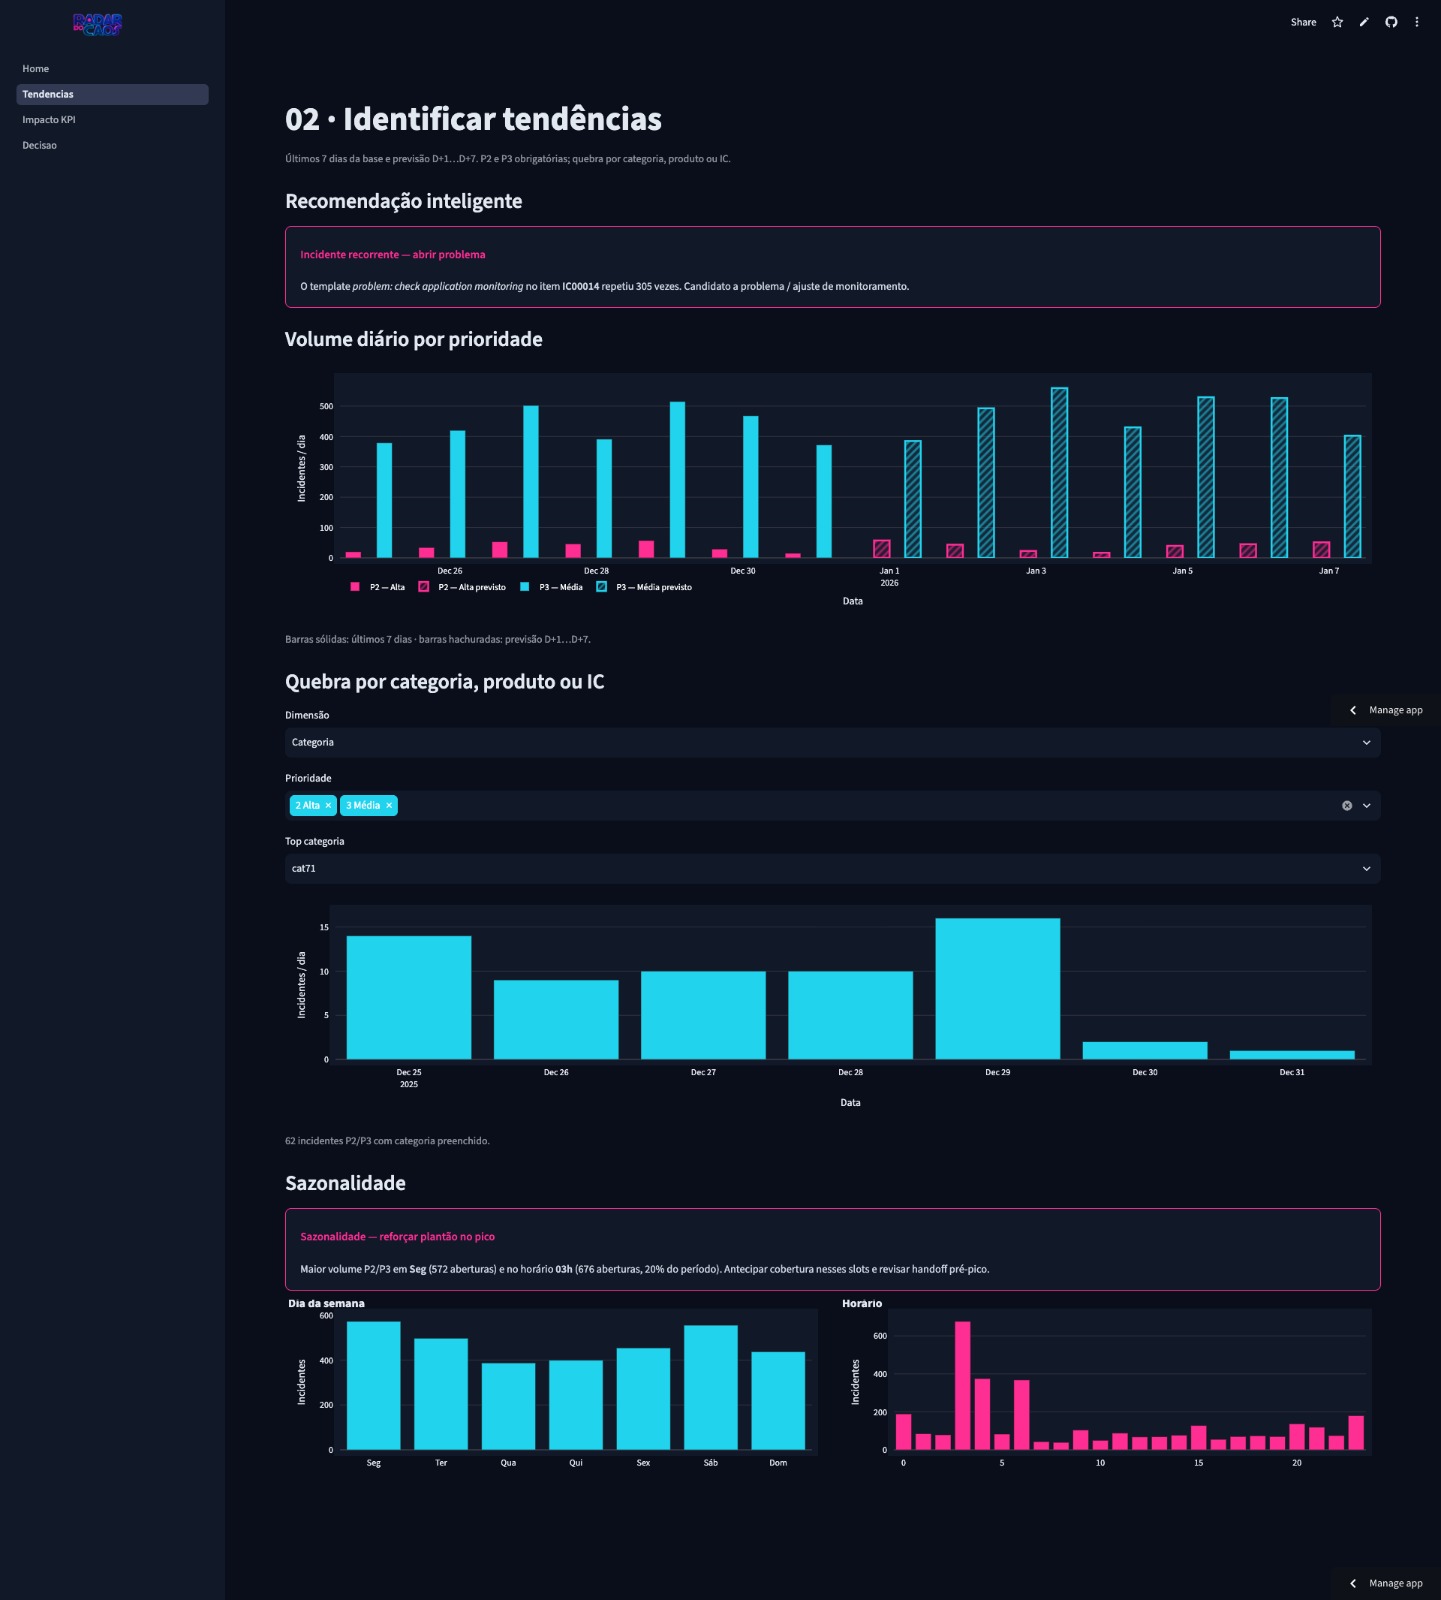 RADAR
DO
CAOS
Share
Home
Tendencias
Impacto KPI
Decisao
02 · Identificar tendências
Últimos 7 dias da base e previsão D+1…D+7. P2 e P3 obrigatórias; quebra por categoria, produto ou IC.
Recomendação inteligente
Incidente recorrente — abrir problema
O template problem: check application monitoring no item IC00014 repetiu 305 vezes. Candidato a problema / ajuste de monitoramento.
Volume diário por prioridade
Incidentes / dia
500
400
300
200
100
0
Dec 26
Dec 28
Dec 30
Jan 1
2026
Jan 3
Jan 5
Jan 7
P2 — Alta
P2 — Alta previsto
P3 — Média
P3 — Média previsto
Data
Barras sólidas: últimos 7 dias · barras hachuradas: previsão D+1…D+7.
Quebra por categoria, produto ou IC
Manage app
Dimensão
Categoria
Prioridade
2 Alta ×
3 Média ×
Top categoria
cat71
Incidentes / dia
15
10
5
0
Dec 25
2025
Dec 26
Dec 27
Dec 28
Dec 29
Dec 30
Dec 31
Data
62 incidentes P2/P3 com categoria preenchido.
Sazonalidade
Sazonalidade — reforçar plantão no pico
Maior volume P2/P3 em Seg (572 aberturas) e no horário 03h (676 aberturas, 20% do período). Antecipar cobertura nesses slots e revisar handoff pré-pico.
Dia da semana
Incidentes
600
400
200
0
Seg
Ter
Qua
Qui
Sex
Sáb
Dom
Horário
Incidentes
600
400
200
0
0
5
10
15
20
Manage app